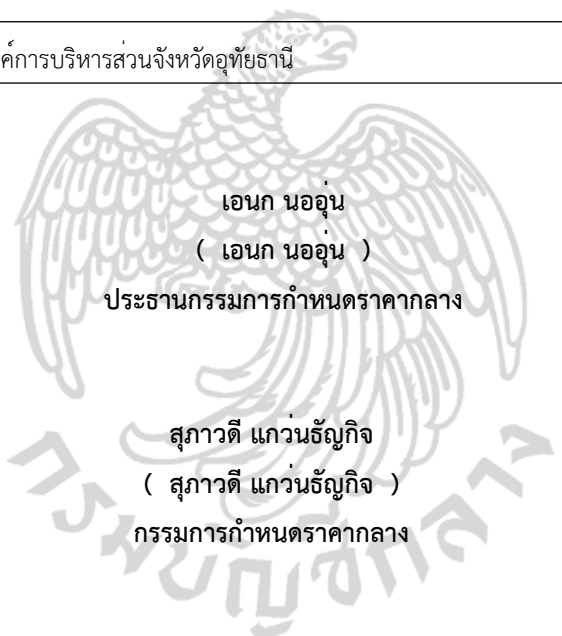 ค์การบริหารส่วนจังหวัดอุทัยธานี
เอนก นออุ่น
( เอนก นออุ่น )
ประธานกรรมการกำหนดราคากลาง
สุภาวดี แกว่นธัญกิจ
( สุภาวดี แกว่นธัญกิจ )
กรรมการกำหนดราคากลาง
กรมบัญชีกลาง